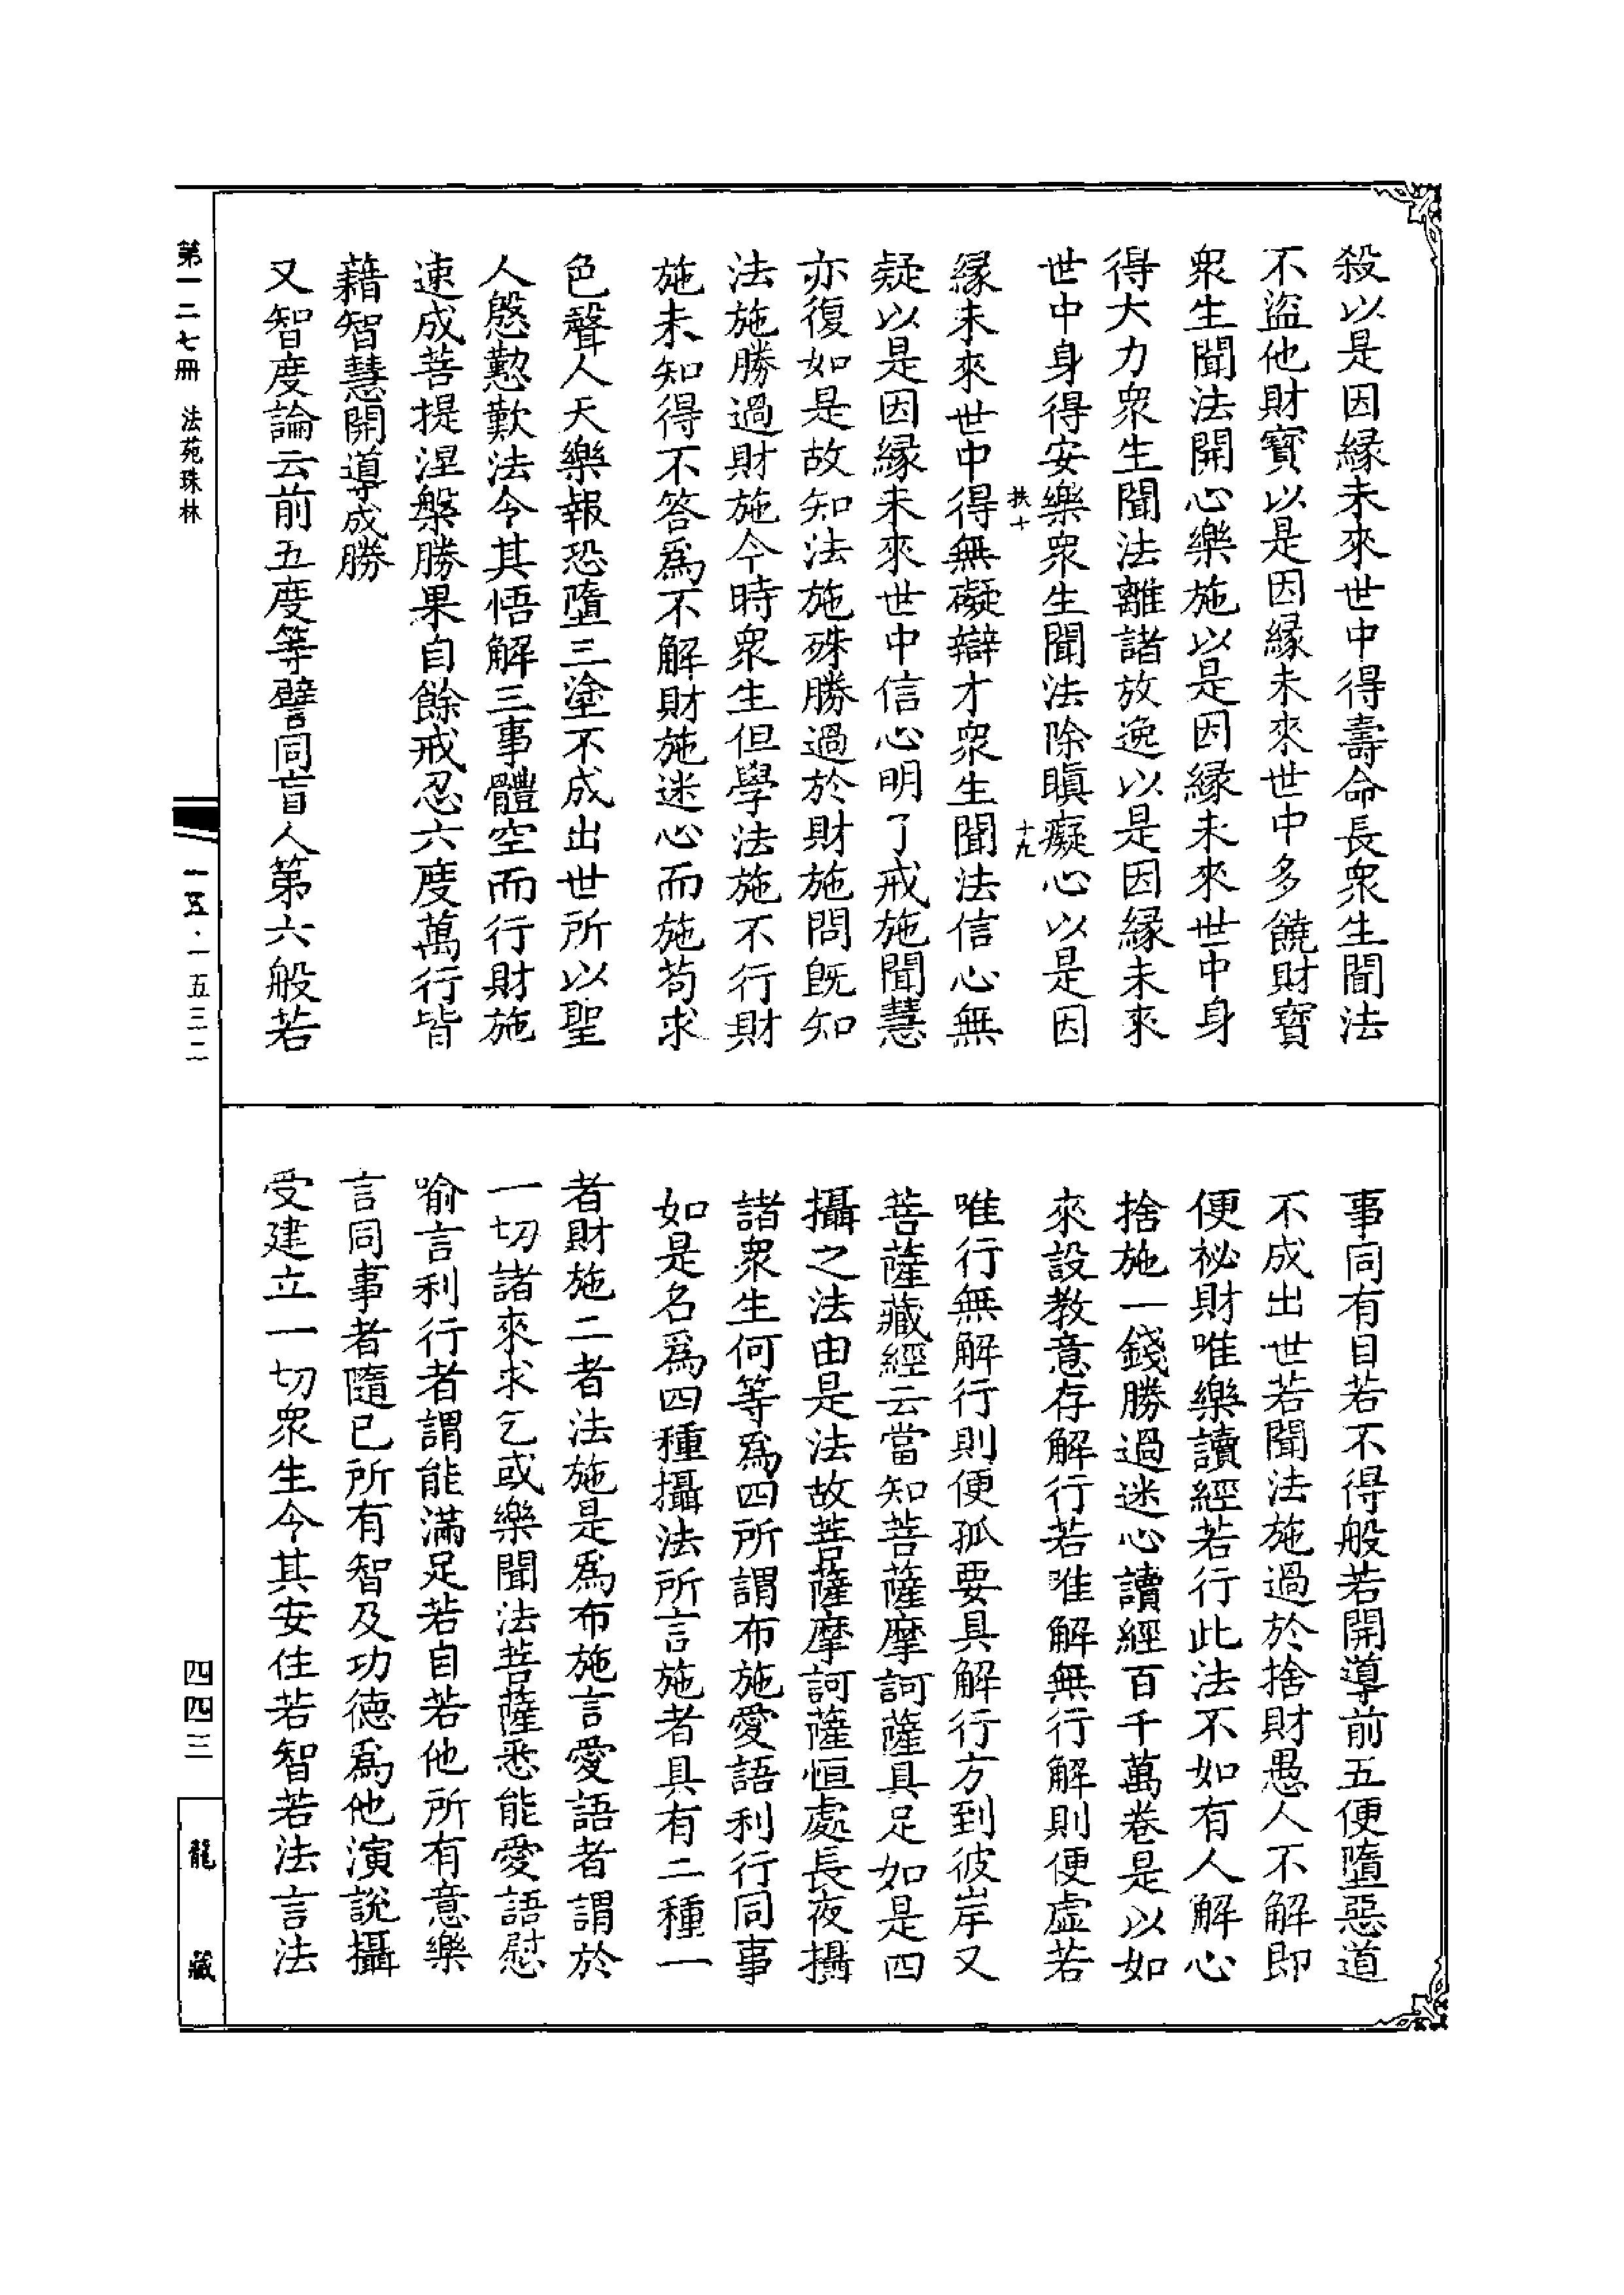 殺以是因緣未來世中得壽命長衆生聞法
不盜他財寶以是因緣未來世中多饒財寶
衆生聞法開心樂施以是因緣未來世中身
得大力衆生聞法離諸放逸以是因緣未來
世中身得安樂衆生聞法除瞋癡心以是因
扶十　十九
緣未來世中得無礙辯才衆生聞法信心無
疑以是因緣未來世中信心明了戒施聞慧
亦復如是故知法施殊勝過於財施問旣知
法施勝過財施今時衆生但學法施不行財
施未知得不答爲不解財施迷心而施苟求
色聲人天樂報恐墮三塗不成出世所以聖
人慇懃歎法令其悟解三事體空而行財施
速成菩提涅槃勝果自餘戒忍六度萬行皆
藉智慧開導成勝
又智度論云前五度等譬同盲人第六般若
事同有目若不得般若開導前五便墮惡道
不成出世若聞法施過於捨財愚人不解即
便祕財唯樂讀經若行此法不如有人解心
捨施一錢勝過迷心讀經百千萬卷是以如
來設教意存解行若唯解無行解則便虛若
唯行無解行則便孤要具解行方到彼岸又
菩薩藏經云當知菩薩摩訶薩具足如是四
攝之法由是法故菩薩摩訶薩恒處長夜攝
諸衆生何等爲四所謂布施愛語利行同事
如是名爲四種攝法所言施者具有二種一
者財施二者法施是爲布施言愛語者謂於
一切諸來求乞或樂聞法菩薩悉能愛語慰
喻言利行者謂能滿足若自若他所有意樂
言同事者隨已所有智及功德爲他演說攝
受建立一切衆生令其安住若智若法言法
第一二七冊　法苑珠林
一五·一五三二
四四三
龍藏